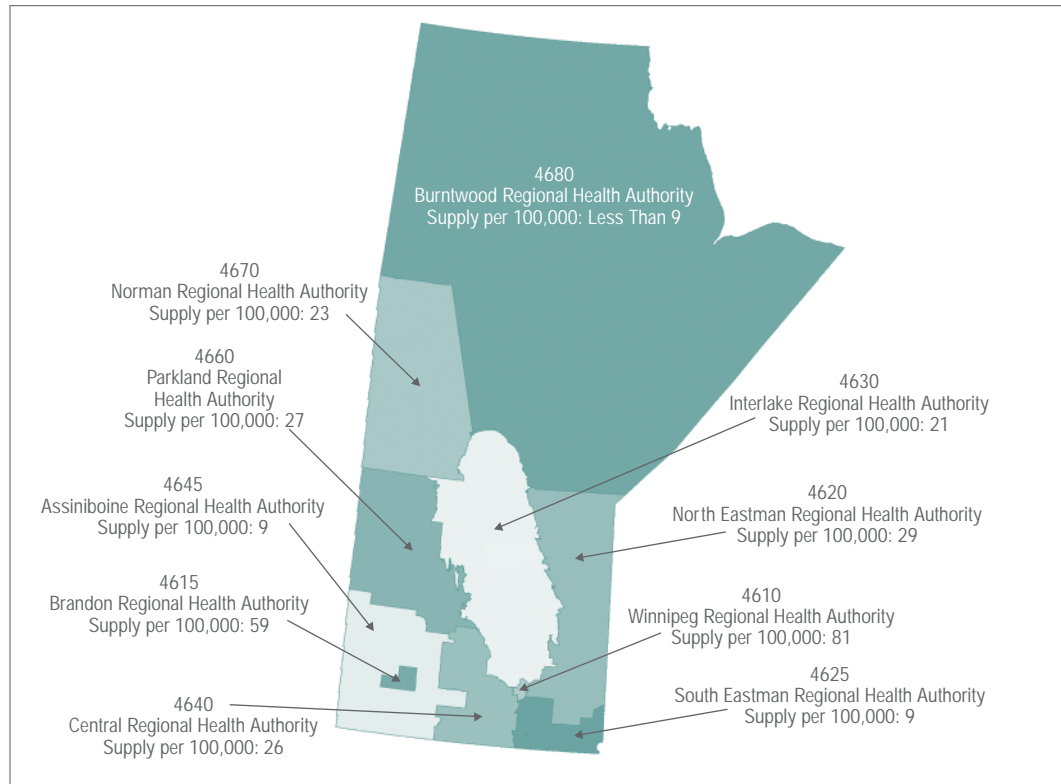 4680
Burntwood Regional Health Authority
Supply per 100,000: Less Than 9
4670
Norman Regional Health Authority
Supply per 100,000: 23
4660
Parkland Regional
Health Authority
Supply per 100,000: 27
4645
Assiniboine Regional Health Authority
Supply per 100,000: 9
4615
Brandon Regional Health Authority
Supply per 100,000: 59
4640
Central Regional Health Authority
Supply per 100,000: 26
4630
Interlake Regional Health Authority
Supply per 100,000: 21
4620
North Eastman Regional Health Authority
Supply per 100,000: 29
4610
Winnipeg Regional Health Authority
Supply per 100,000: 81
4625
South Eastman Regional Health Authority
Supply per 100,000: 9